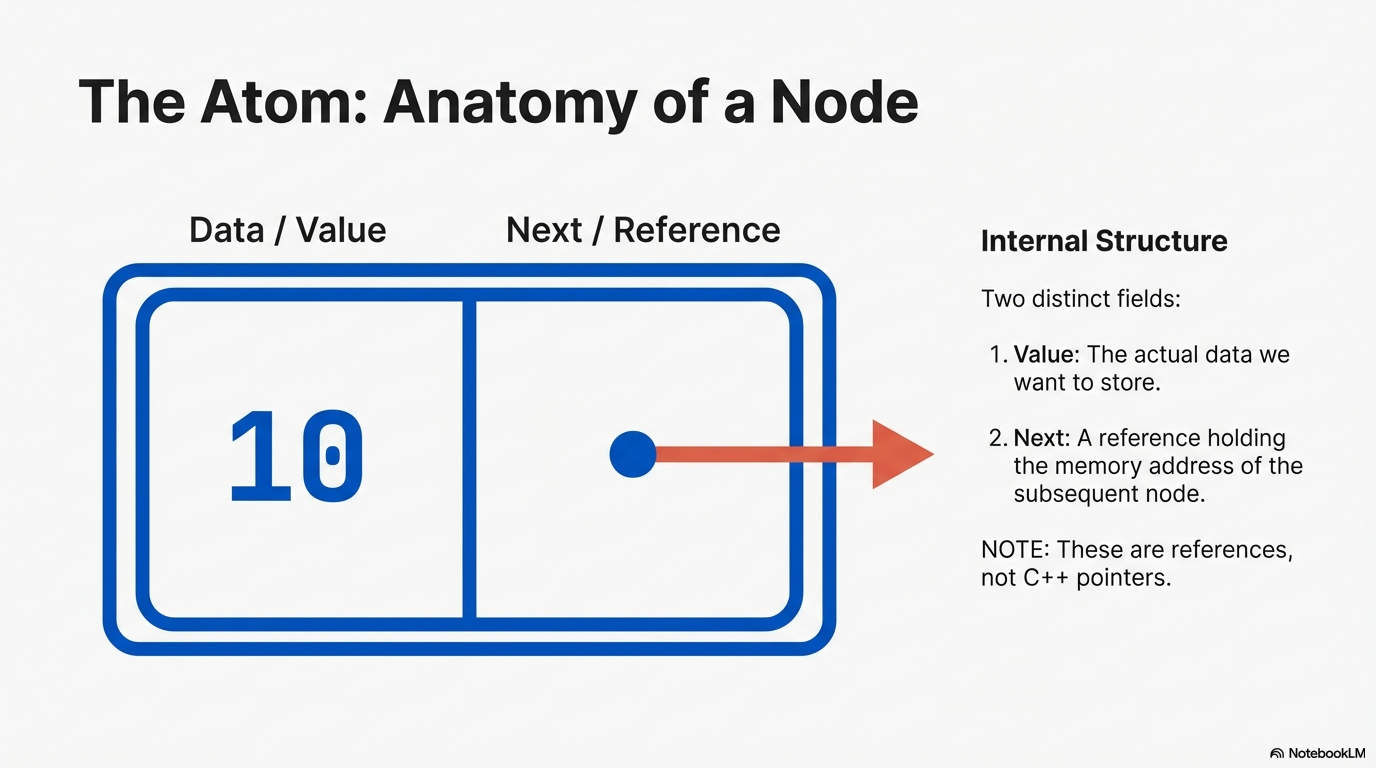 The Atom: Anatomy of a Node
Data / Value
Next / Reference
10
Internal Structure
Two distinct fields:
1. Value: The actual data we
want to store.
2. Next: A reference holding
the memory address of the
subsequent node.
NOTE: These are references,
not C++ pointers.
NotebookLM